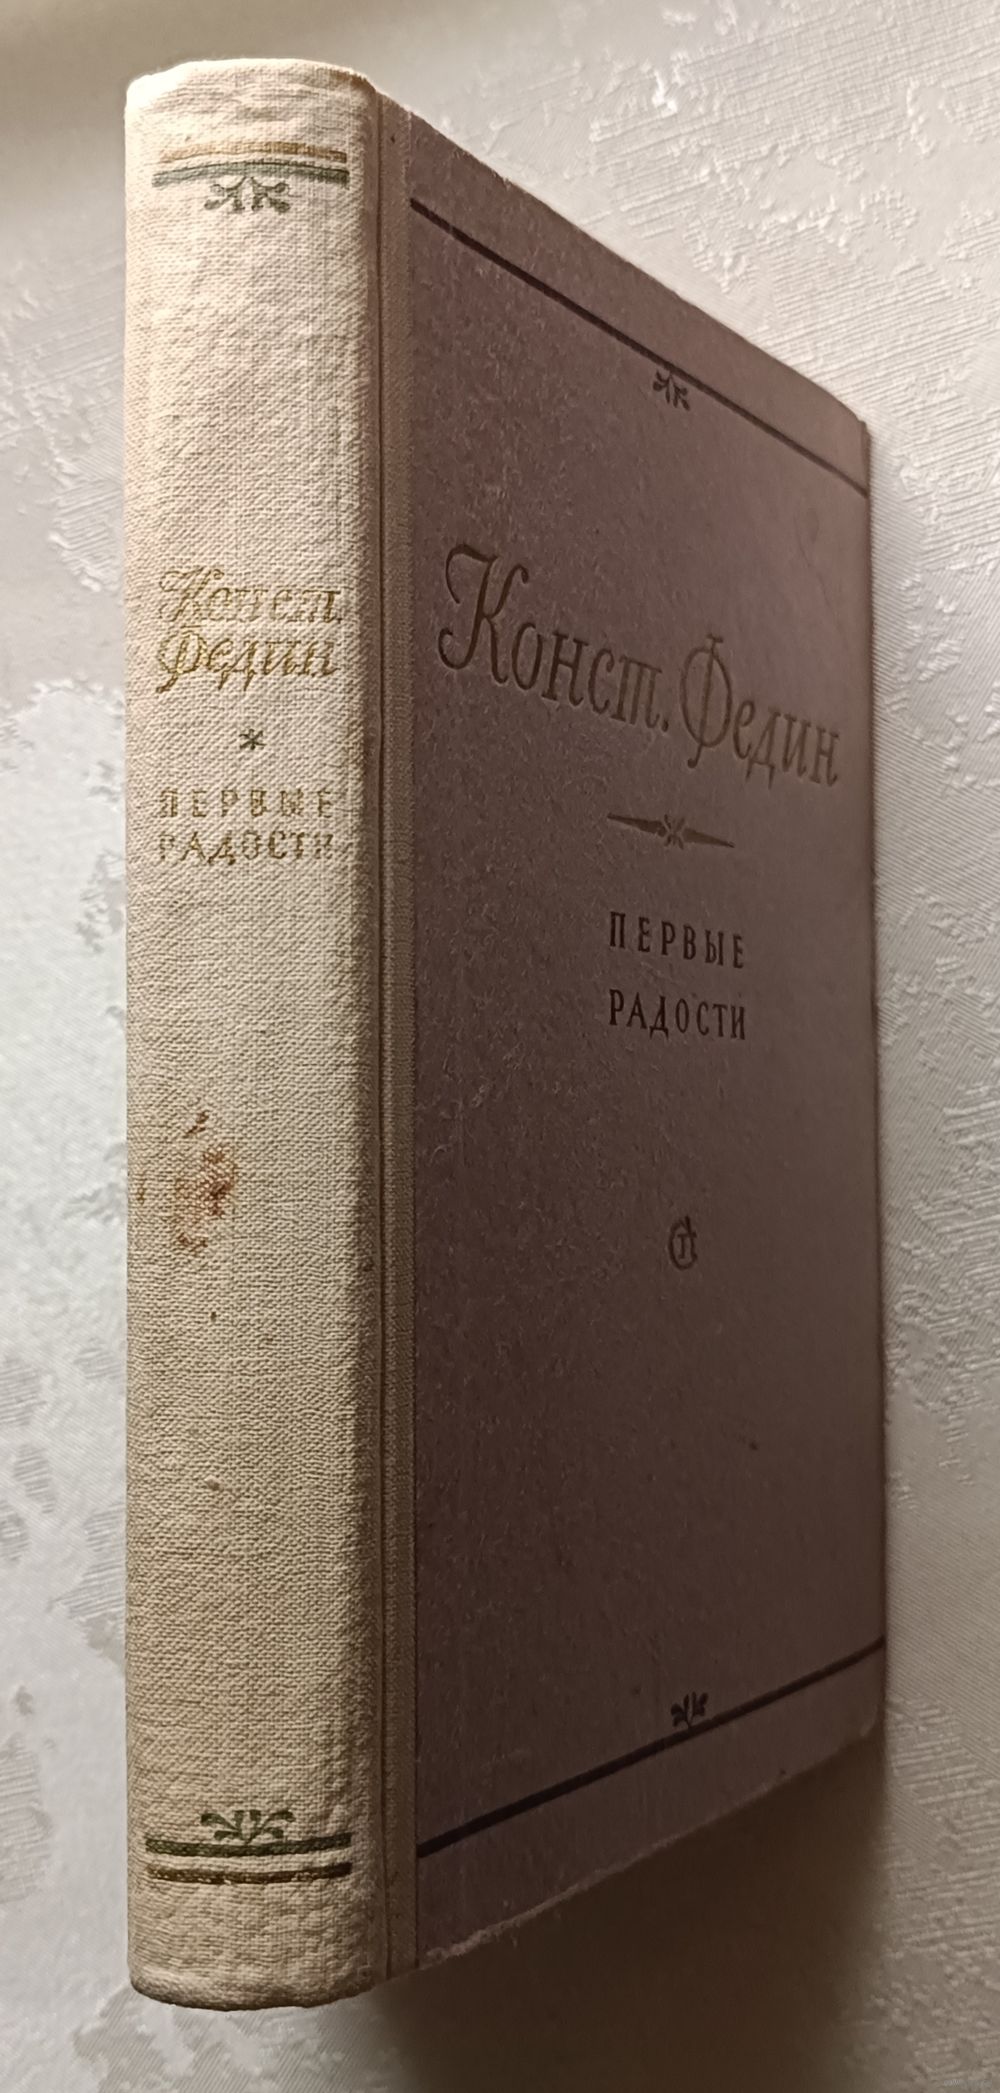 Конст.
Федин
*
ПЕРВЫЕ
РАДОСТИ
Конст. Федин
ПЕРВЫЕ
РАДОСТИ